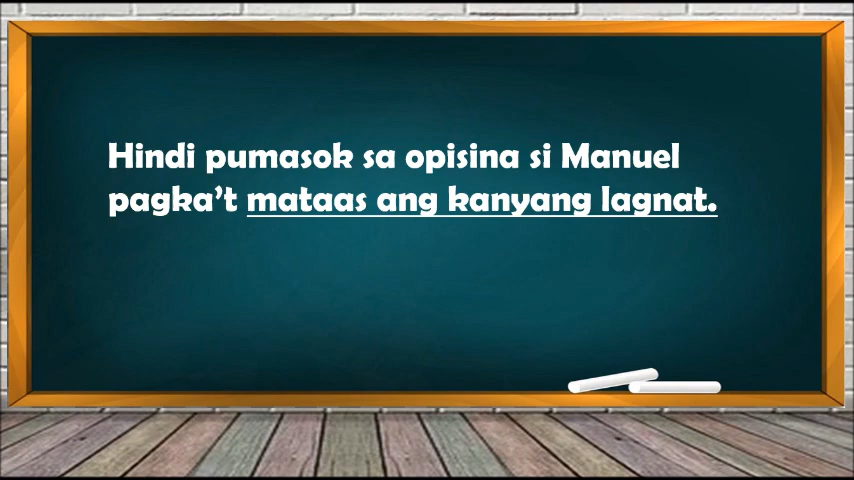 Hindi pumasok sa opisina si Manuel
pagka’t mataas ang kanyang lagnat.